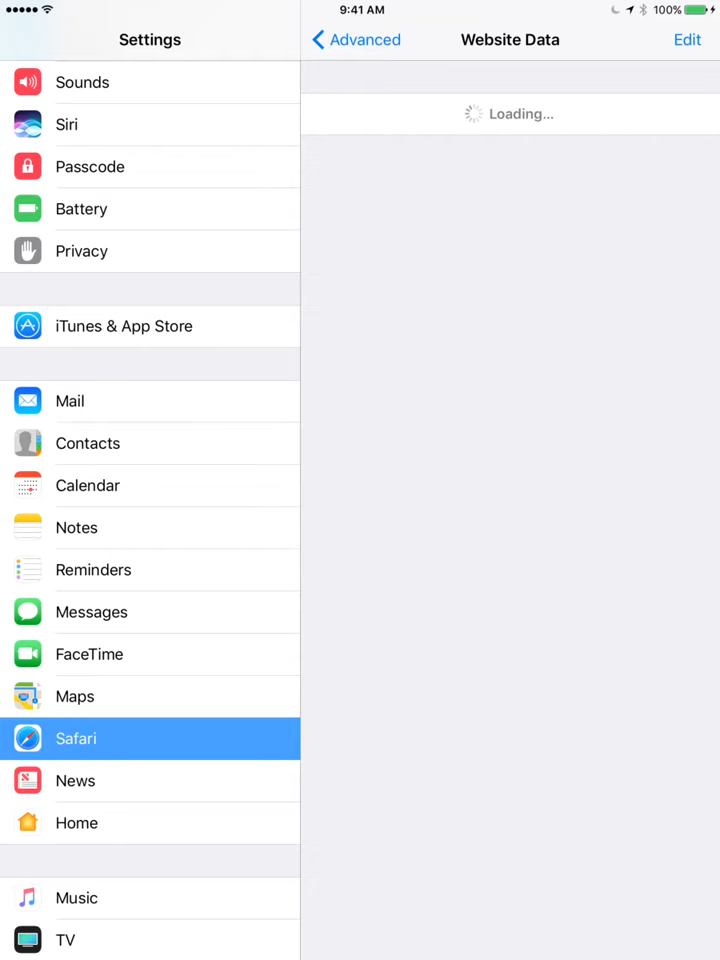 9:41 AM
100%
Settings
Advanced
Website Data
Edit
Sounds
Siri
Passcode
Battery
Privacy
iTunes & App Store
Mail
Contacts
Calendar
Notes
Reminders
Messages
FaceTime
Maps
Safari
News
Home
Music
TV
Loading...